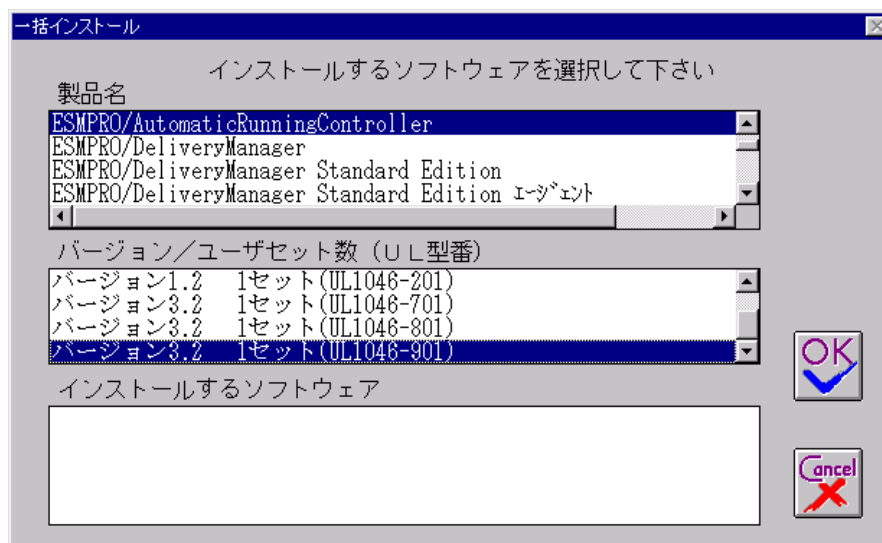 一括インストール
インストールするソフトウェアを選択して下さい
製品名
ESMPRO/AutomaticRunningController
ESMPRO/DeliveryManager
ESMPRO/DeliveryManager Standard Edition
ESMPRO/DeliveryManager Standard Edition ｴｰｼﾞｪﾝﾄ
バージョン／ユーザセット数（ＵＬ型番）
バージョン1.2 1セット(UL1046-201)
バージョン3.2 1セット(UL1046-701)
バージョン3.2 1セット(UL1046-801)
バージョン3.2 1セット(UL1046-901)
OK
インストールするソフトウェア
Cancel